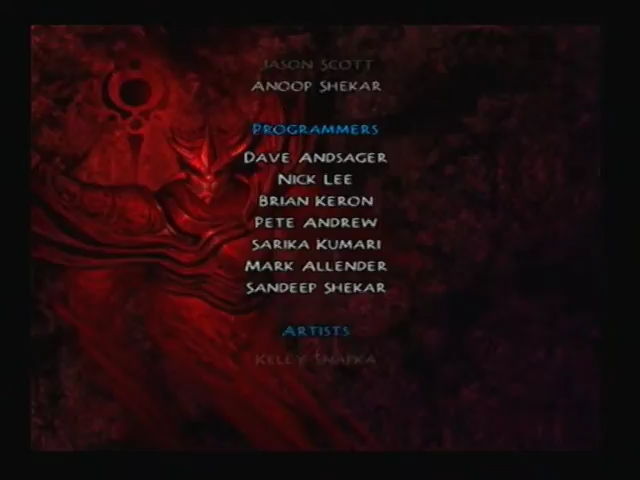 JASON SCOTT
ANOOP SHEKAR
PROGRAMMERS
DAVE ANDSAGER
NICK LEE
BRIAN KERON
PETE ANDREW
SARIKA KUMARI
MARK ALLENDER
SANDEEP SHEKAR
ARTISTS
KELLY